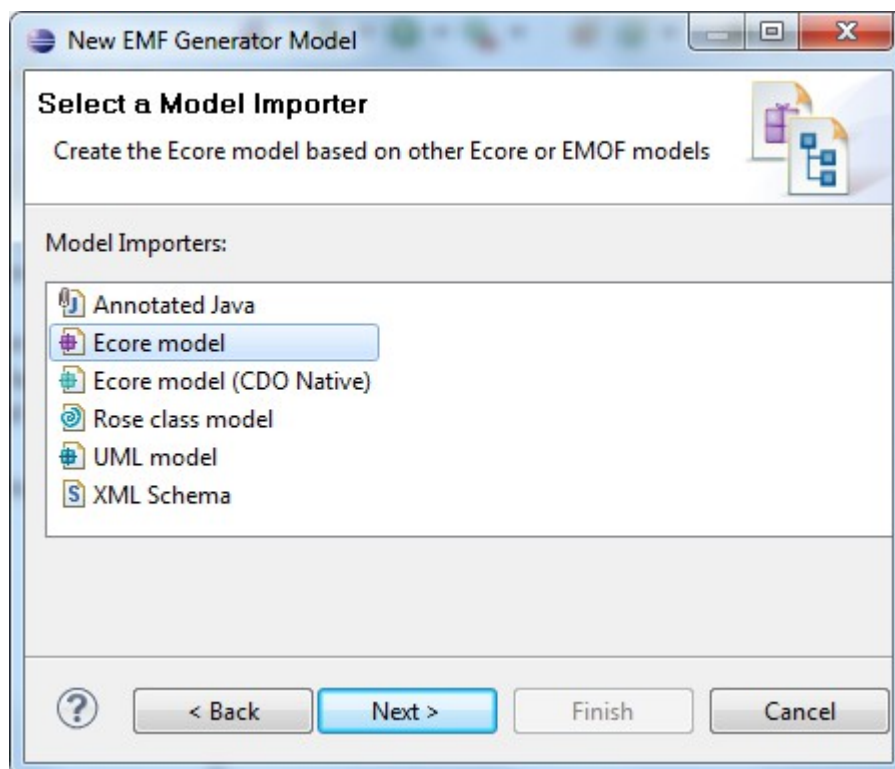 New EMF Generator Model
Select a Model Importer
Create the Ecore model based on other Ecore or EMOF models
Model Importers:
Annotated Java
Ecore model
Ecore model (CDO Native)
Rose class model
UML model
XML Schema
< Back Next > Finish Cancel